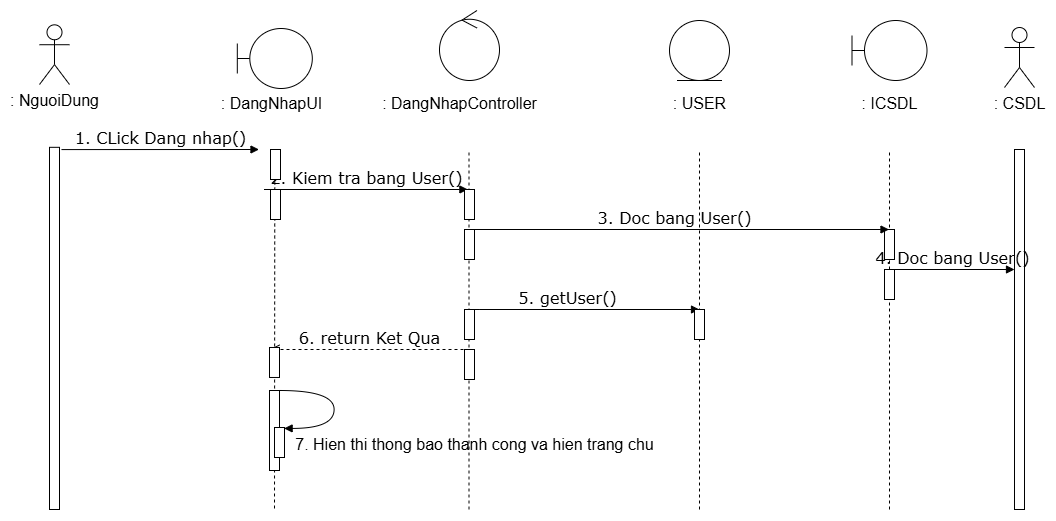 : NguoiDung
: DangNhapUI
: DangNhapController
: USER
: ICSDL
: CSDL
1. CLick Dang nhap()
2. Kiem tra bang User()
3. Doc bang User()
4. Doc bang User()
5. getUser()
6. return Ket Qua
7. Hien thi thong bao thanh cong va hien trang chu